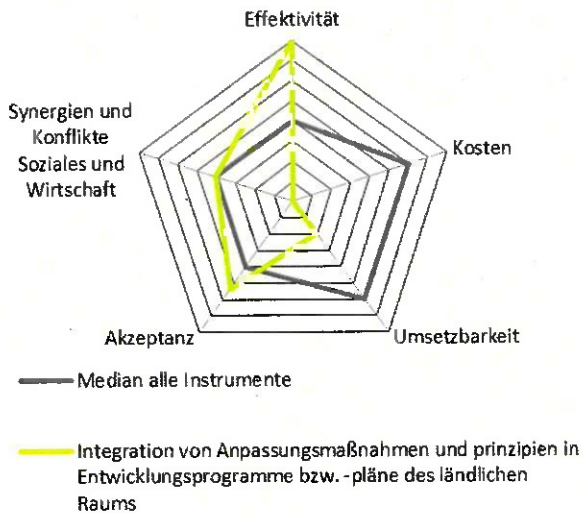 Effektivität
Synergien und
Konflikte
Soziales und
Wirtschaft
Kosten
Akzeptanz
Umsetzbarkeit
Median alle Instrumente
Integration von Anpassungsmaßnahmen und prinzipien in
Entwicklungsprogramme bzw. -pläne des ländlichen
Raums